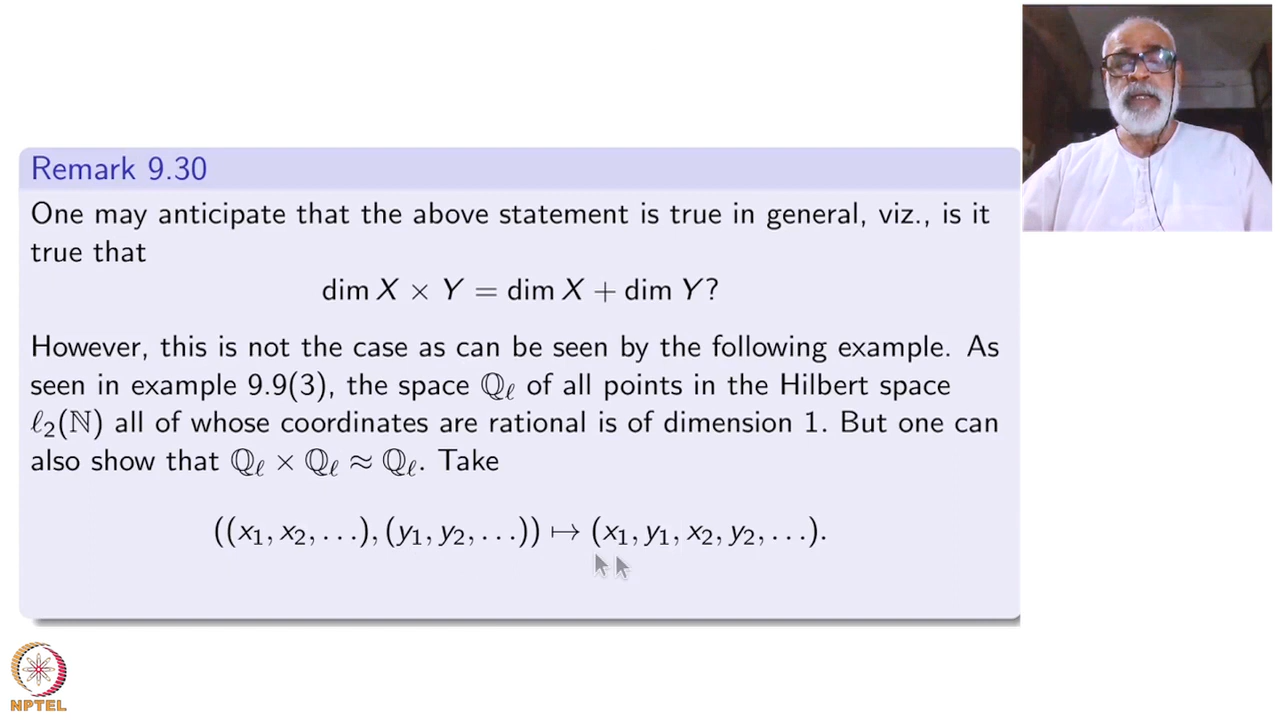 Remark 9.30
One may anticipate that the above statement is true in general, viz., is it
true that
dim X × Y = dim X + dim Y?
However, this is not the case as can be seen by the following example. As
seen in example 9.9(3), the space ℚℓ of all points in the Hilbert space
ℓ₂(ℕ) all of whose coordinates are rational is of dimension 1. But one can
also show that ℚℓ × ℚℓ ≈ ℚℓ. Take
((x₁, x₂, . . .), (y₁, y₂, . . .)) ↦ (x₁, y₁, x₂, y₂, . . .).
NPTEL